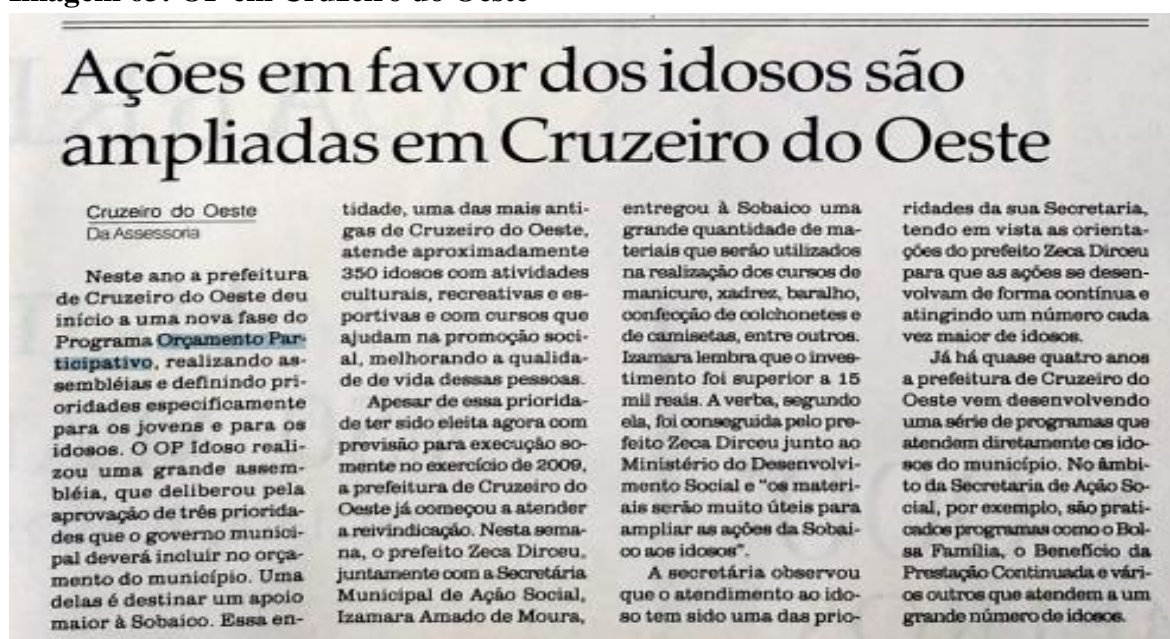 Ações em favor dos idosos são
ampliadas em Cruzeiro do Oeste
Cruzeiro do Oeste
Da Assessoria
Neste ano a prefeitura
de Cruzeiro do Oeste deu
início a uma nova fase do
Programa Orçamento Par-
ticipativo, realizando as-
sembléias e definindo pri-
oridades especificamente
para os jovens e para os
idosos. O OP Idoso reali-
zou uma grande assem-
bléia, que deliberou pela
aprovação de três priorida-
des que o governo munici-
pal deverá incluir no orça-
mento do município. Uma
delas é destinar um apoio
maior à Sobaico. Essa en-
tidade, uma das mais anti-
gas de Cruzeiro do Oeste,
atende aproximadamente
350 idosos com atividades
culturais, recreativas e es-
portivas e com cursos que
ajudam na promoção soci-
al, melhorando a qualida-
de de vida dessas pessoas.
Apesar de essa priorida-
de ter sido eleita agora com
previsão para execução so-
mente no exercício de 2009,
a prefeitura de Cruzeiro do
Oeste já começou a atender
a reivindicação. Nesta sema-
na, o prefeito Zeca Dirceu,
juntamente com a Secretária
Municipal de Ação Social,
Izamara Amado de Moura,
entregou à Sobaico uma
grande quantidade de ma-
teriais que serão utilizados
na realização dos cursos de
manicure, xadrez, baralho,
confecção de colchonetes e
de camisetas, entre outros.
Izamara lembra que o inves-
timento foi superior a 15
mil reais. A verba, segundo
ela, foi conseguida pelo pre-
feito Zeca Dirceu junto ao
Ministério do Desenvolvi-
mento Social e "os materi-
ais serão muito úteis para
ampliar as ações da Sobai-
co aos idosos".
A secretária observou
que o atendimento ao ido-
so tem sido uma das prio-
ridades da sua Secretaria,
tendo em vista as orienta-
ções do prefeito Zeca Dirceu
para que as ações se desen-
volvam de forma contínua e
atingindo um número cada
vez maior de idosos.
Já há quase quatro anos
a prefeitura de Cruzeiro do
Oeste vem desenvolvendo
uma série de programas que
atendem diretamente os ido-
sos do município. No âmbi-
to da Secretaria de Ação So-
cial, por exemplo, são prati-
cados programas como o Bol-
sa Família, o Benefício da
Prestação Continuada e vári-
os outros que atendem a um
grande número de idosos.